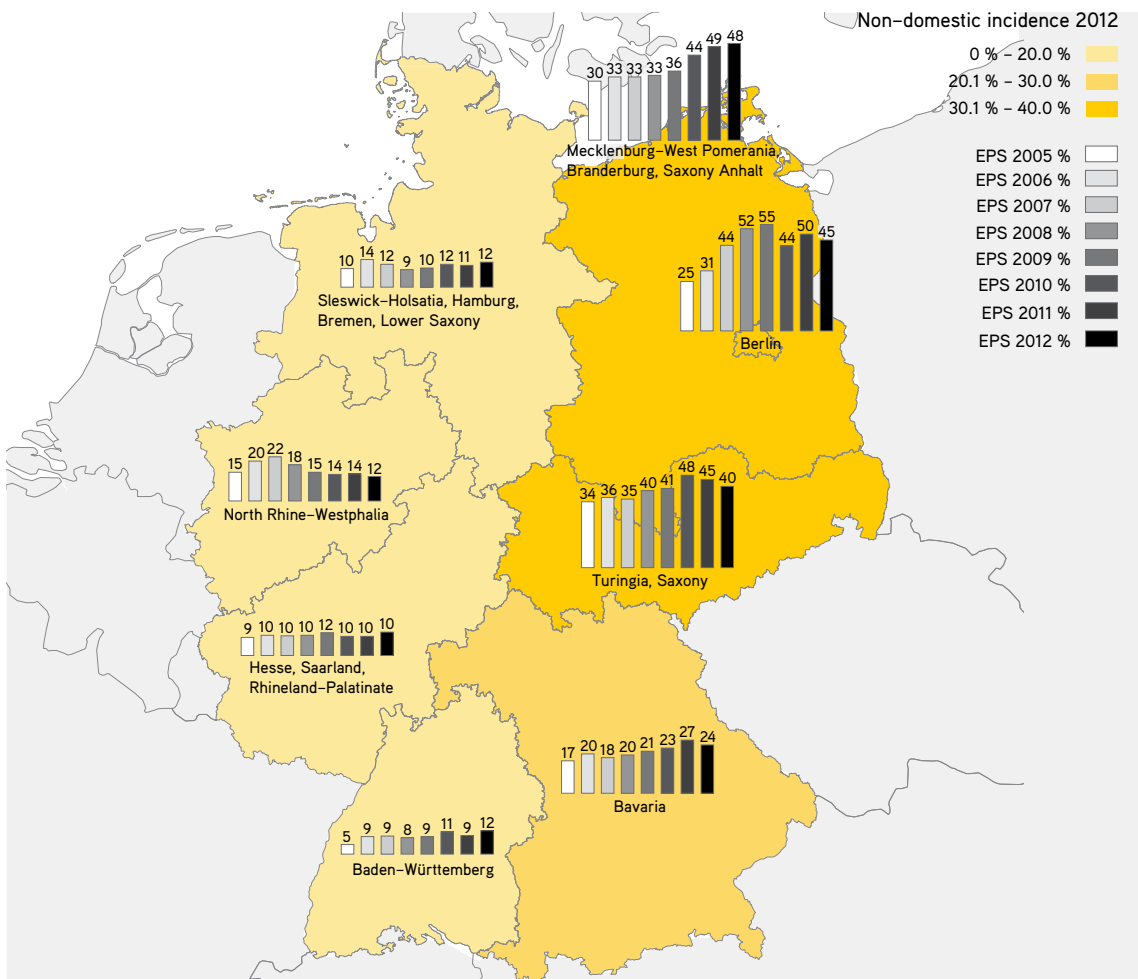 Non-domestic incidence 2012
0 % – 20.0 %
20.1 % – 30.0 %
30.1 % – 40.0 %
EPS 2005 %
EPS 2006 %
EPS 2007 %
EPS 2008 %
EPS 2009 %
EPS 2010 %
EPS 2011 %
EPS 2012 %
30 33 33 33 36 44 49 48
Mecklenburg-West Pomerania,
Branderburg, Saxony Anhalt
25 31 44 52 55 44 50 45
Berlin
10 14 12 9 10 12 11 12
Sleswick-Holsatia, Hamburg,
Bremen, Lower Saxony
15 20 22 18 15 14 14 12
North Rhine-Westphalia
34 36 35 40 41 48 45 40
Turingia, Saxony
9 10 10 10 12 10 10 10
Hesse, Saarland,
Rhineland-Palatinate
17 20 18 20 21 23 27 24
Bavaria
5 9 9 8 9 11 9 12
Baden-Württemberg